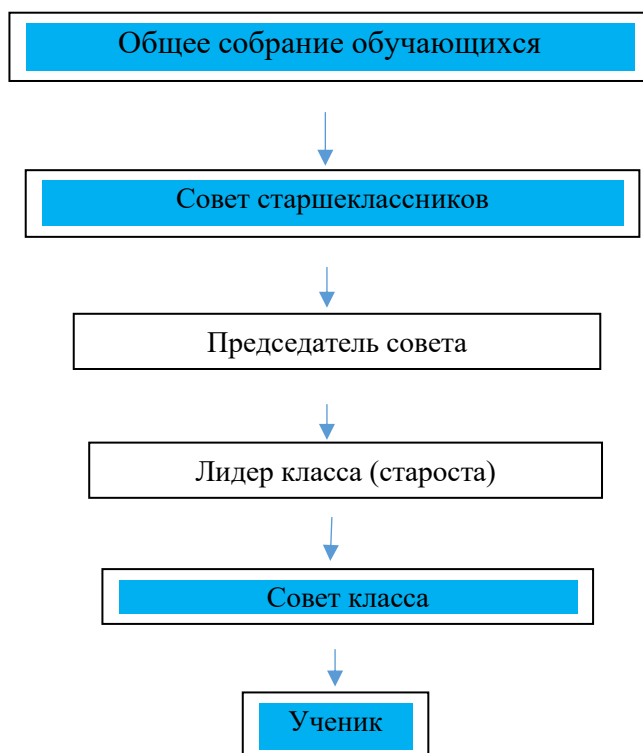 Общее собрание обучающихся
Совет старшеклассников
Председатель совета
Лидер класса (староста)
Совет класса
Ученик